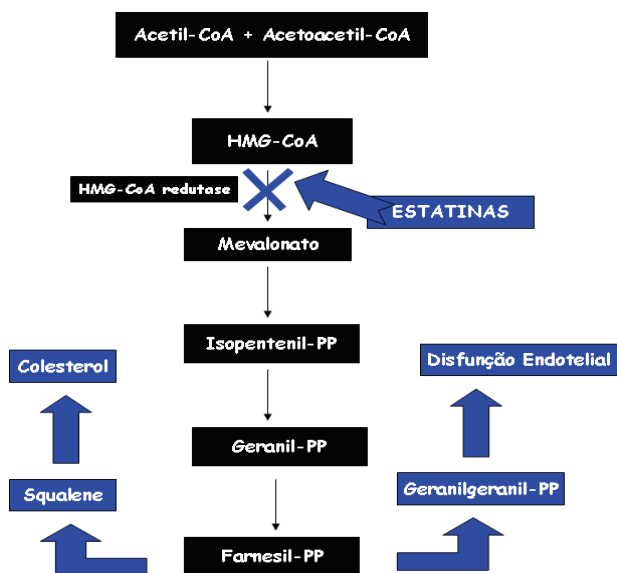 Acetil-CoA + Acetoacetil-CoA
HMG-CoA
HMG-CoA redutase
ESTATINAS
Mevalonato
Isopentenil-PP
Colesterol
Disfunção Endotelial
Geranil-PP
Squalene
Geranilgeranil-PP
Farnesil-PP